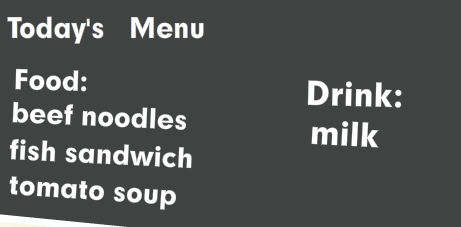 Today's Menu
Food:
beef noodles
fish sandwich
tomato soup
Drink:
milk